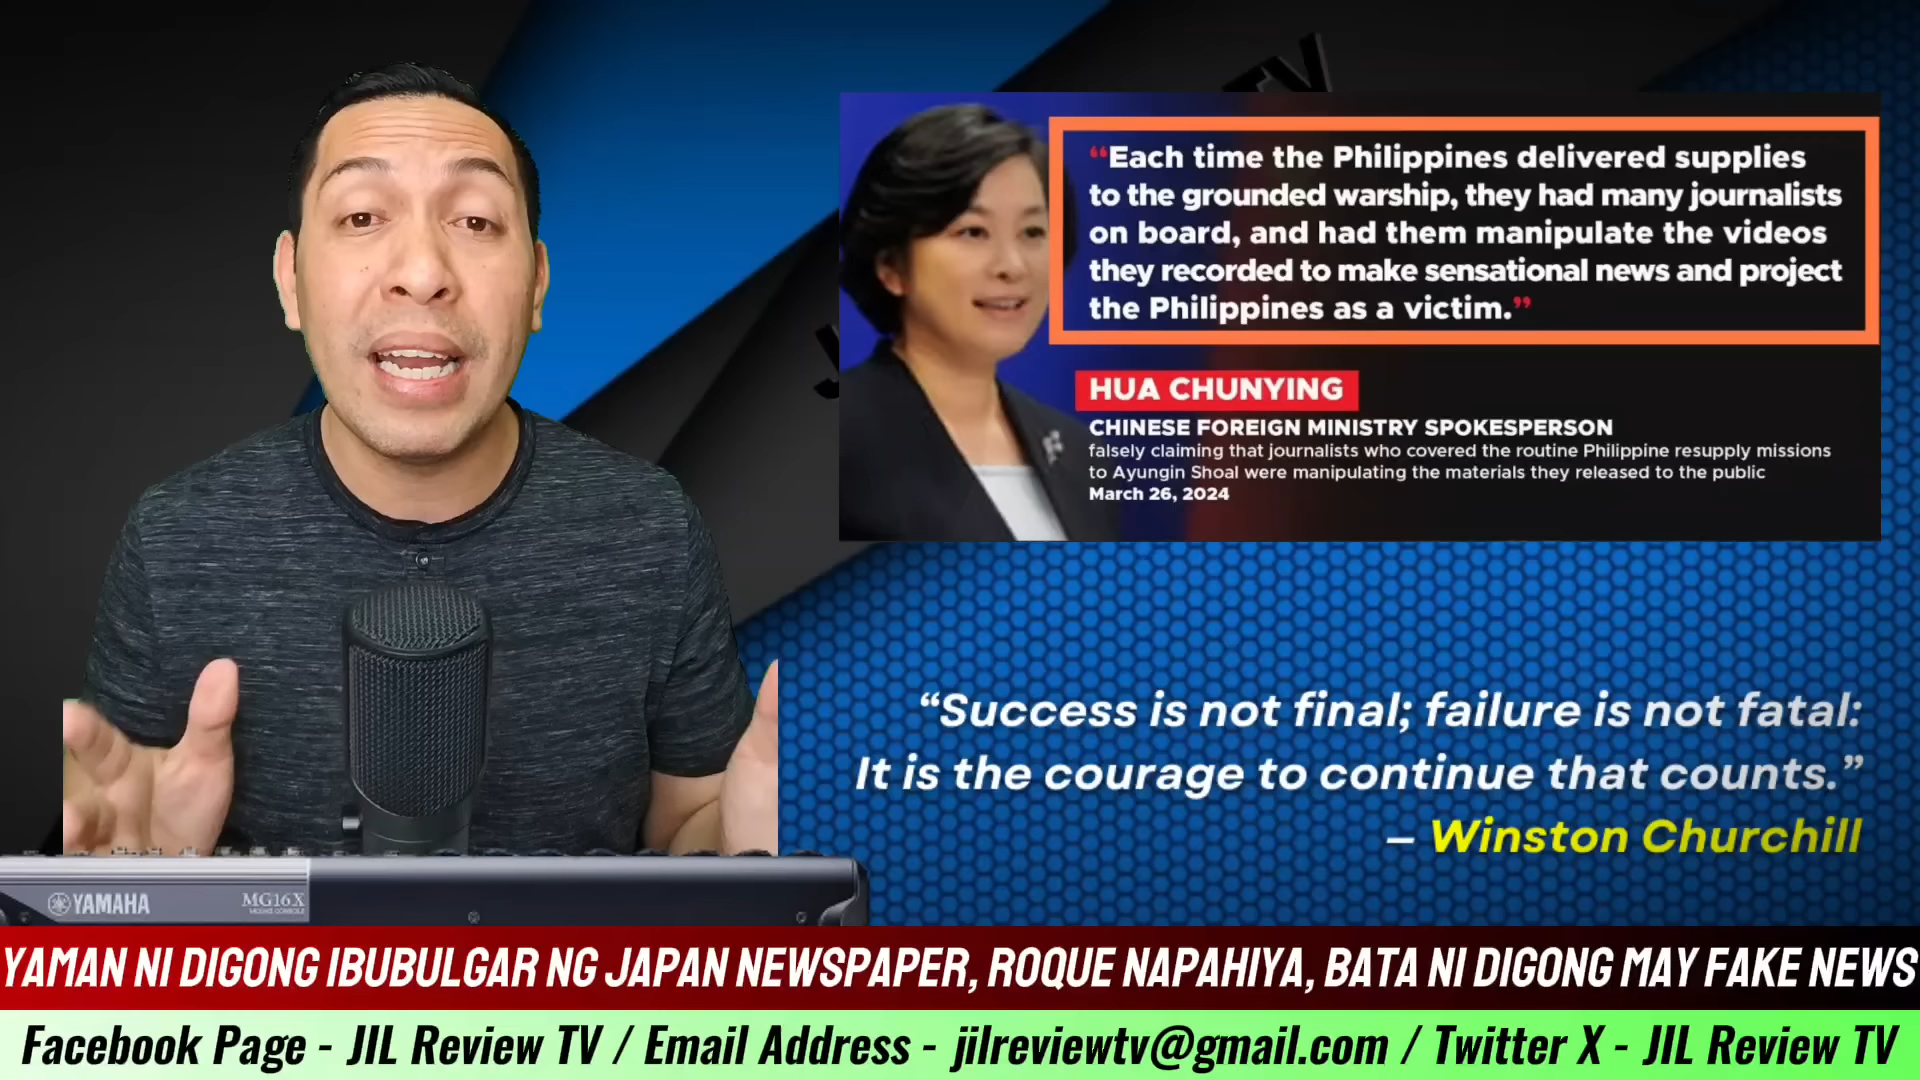 TV
“Each time the Philippines delivered supplies
to the grounded warship, they had many journalists
on board, and had them manipulate the videos
they recorded to make sensational news and project
the Philippines as a victim.”
HUA CHUNYING
CHINESE FOREIGN MINISTRY SPOKESPERSON
falsely claiming that journalists who covered the routine Philippine resupply missions
to Ayungin Shoal were manipulating the materials they released to the public
March 26, 2024
“Success is not final; failure is not fatal:
It is the courage to continue that counts.”
– Winston Churchill
YAMAHA
MG16X
MIXING CONSOLE
YAMAN NI DIGONG IBUBULGAR NG JAPAN NEWSPAPER, ROQUE NAPAHIYA, BATA NI DIGONG MAY FAKE NEWS
Facebook Page - JIL Review TV / Email Address - jilreviewtv@gmail.com / Twitter X - JIL Review TV